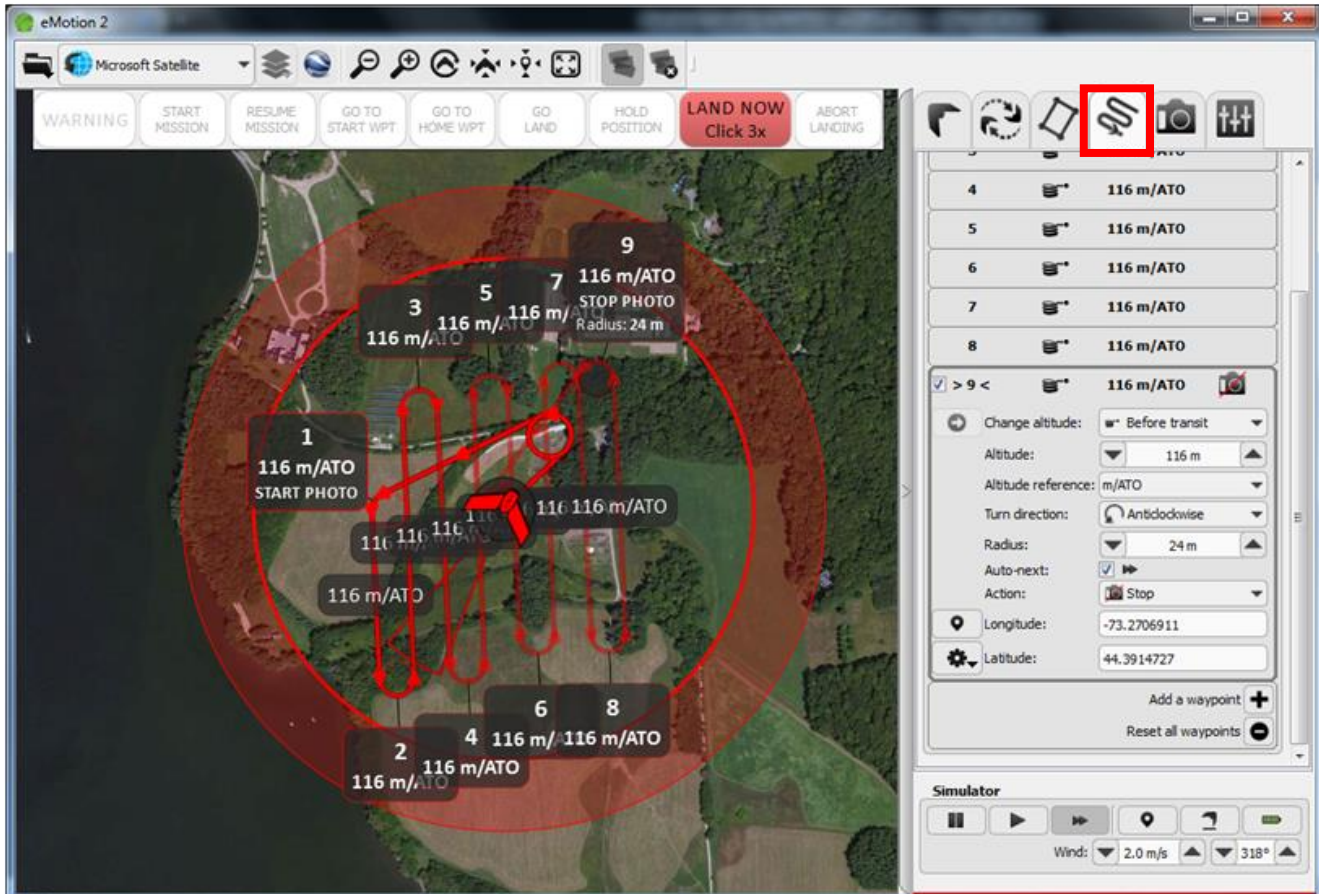 eMotion 2
Microsoft Satellite
WARNING
START
MISSION
RESUME
MISSION
GO TO
START WPT
GO TO
HOME WPT
GO
LAND
HOLD
POSITION
LAND NOW
Click 3x
ABORT
LANDING
9
116 m/ATO
STOP PHOTO
Radius: 24 m
7
116 m/ATO
5
116 m/ATO
3
116 m/ATO
1
116 m/ATO
START PHOTO
116 116 m/ATO
116
116
116
116
116 m/ATO
6
116 m/
8
116 m/ATO
4
116 m/ATO
2
116 m/ATO
4 116 m/ATO
5 116 m/ATO
6 116 m/ATO
7 116 m/ATO
8 116 m/ATO
> 9 < 116 m/ATO
Change altitude: Before transit
Altitude: 116 m
Altitude reference: m/ATO
Turn direction: Anticlockwise
Radius: 24 m
Auto-next:
Action: Stop
Longitude: -73.2706911
Latitude: 44.3914727
Add a waypoint
Reset all waypoints
Simulator
Wind: 2.0 m/s 318°